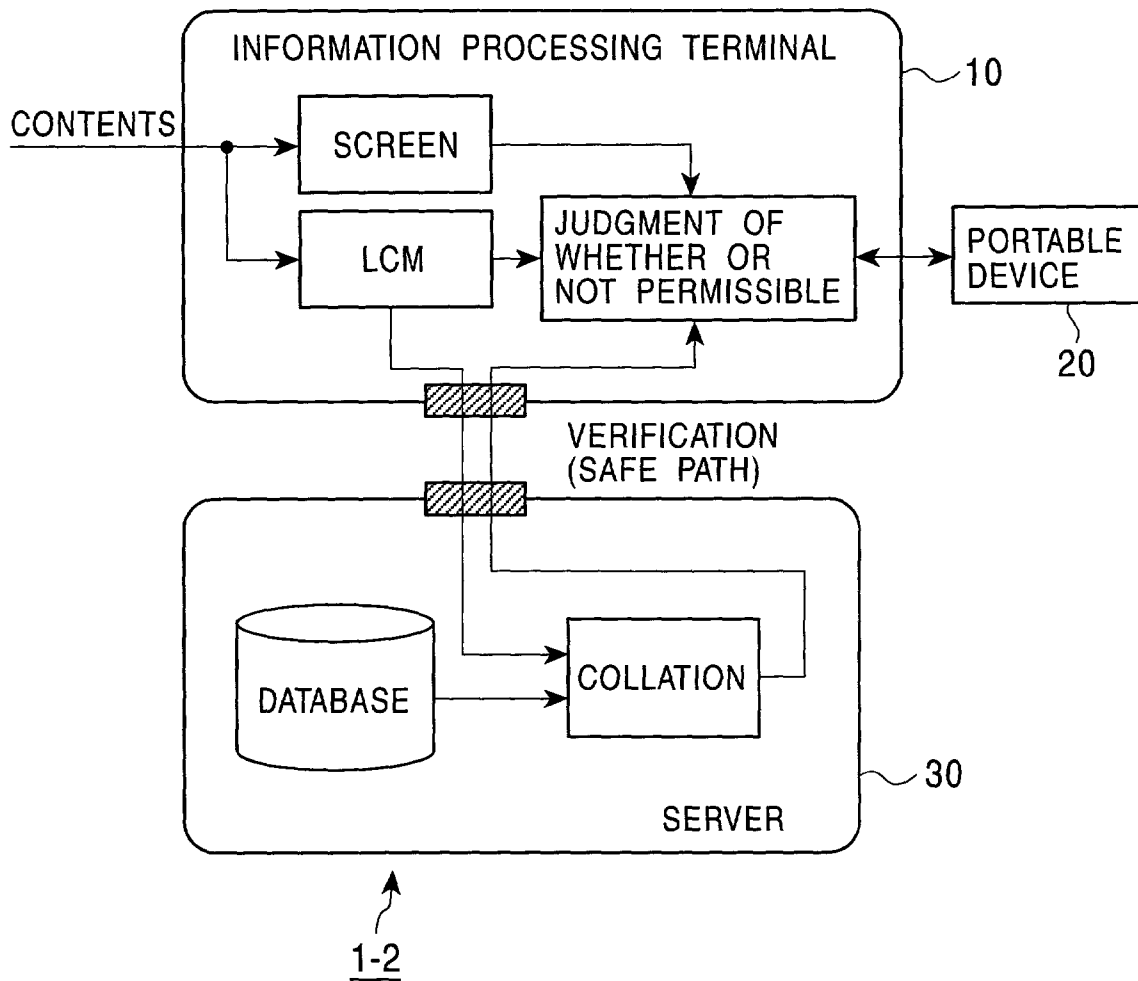 INFORMATION PROCESSING TERMINAL
10
CONTENTS
SCREEN
LCM
JUDGMENT OF
WHETHER OR
NOT PERMISSIBLE
PORTABLE
DEVICE
20
VERIFICATION
(SAFE PATH)
DATABASE
COLLATION
30
SERVER
1-2